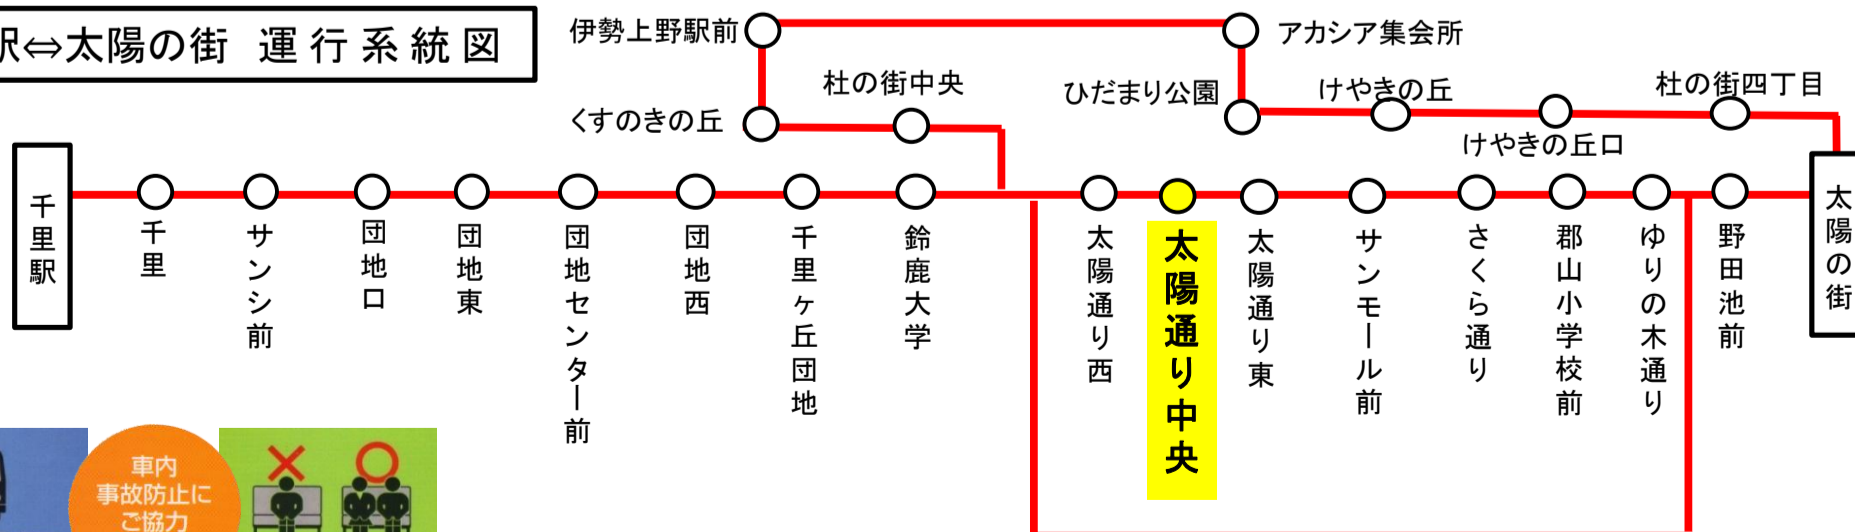 駅⇔太陽の街 運行系統図
伊勢上野駅前
アカシア集会所
杜の街中央
ひだまり公園
けやきの丘
杜の街四丁目
くすのきの丘
けやきの丘口
千里駅
千里
サンシ前
団地口
団地東
団地センター前
団地西
千里ヶ丘団地
鈴鹿大学
太陽通り西
太陽通り中央
太陽通り東
サンモール前
さくら通り
郡山小学校前
ゆりの木通り
野田池前
太陽の街
車内
事故防止に
ご協力